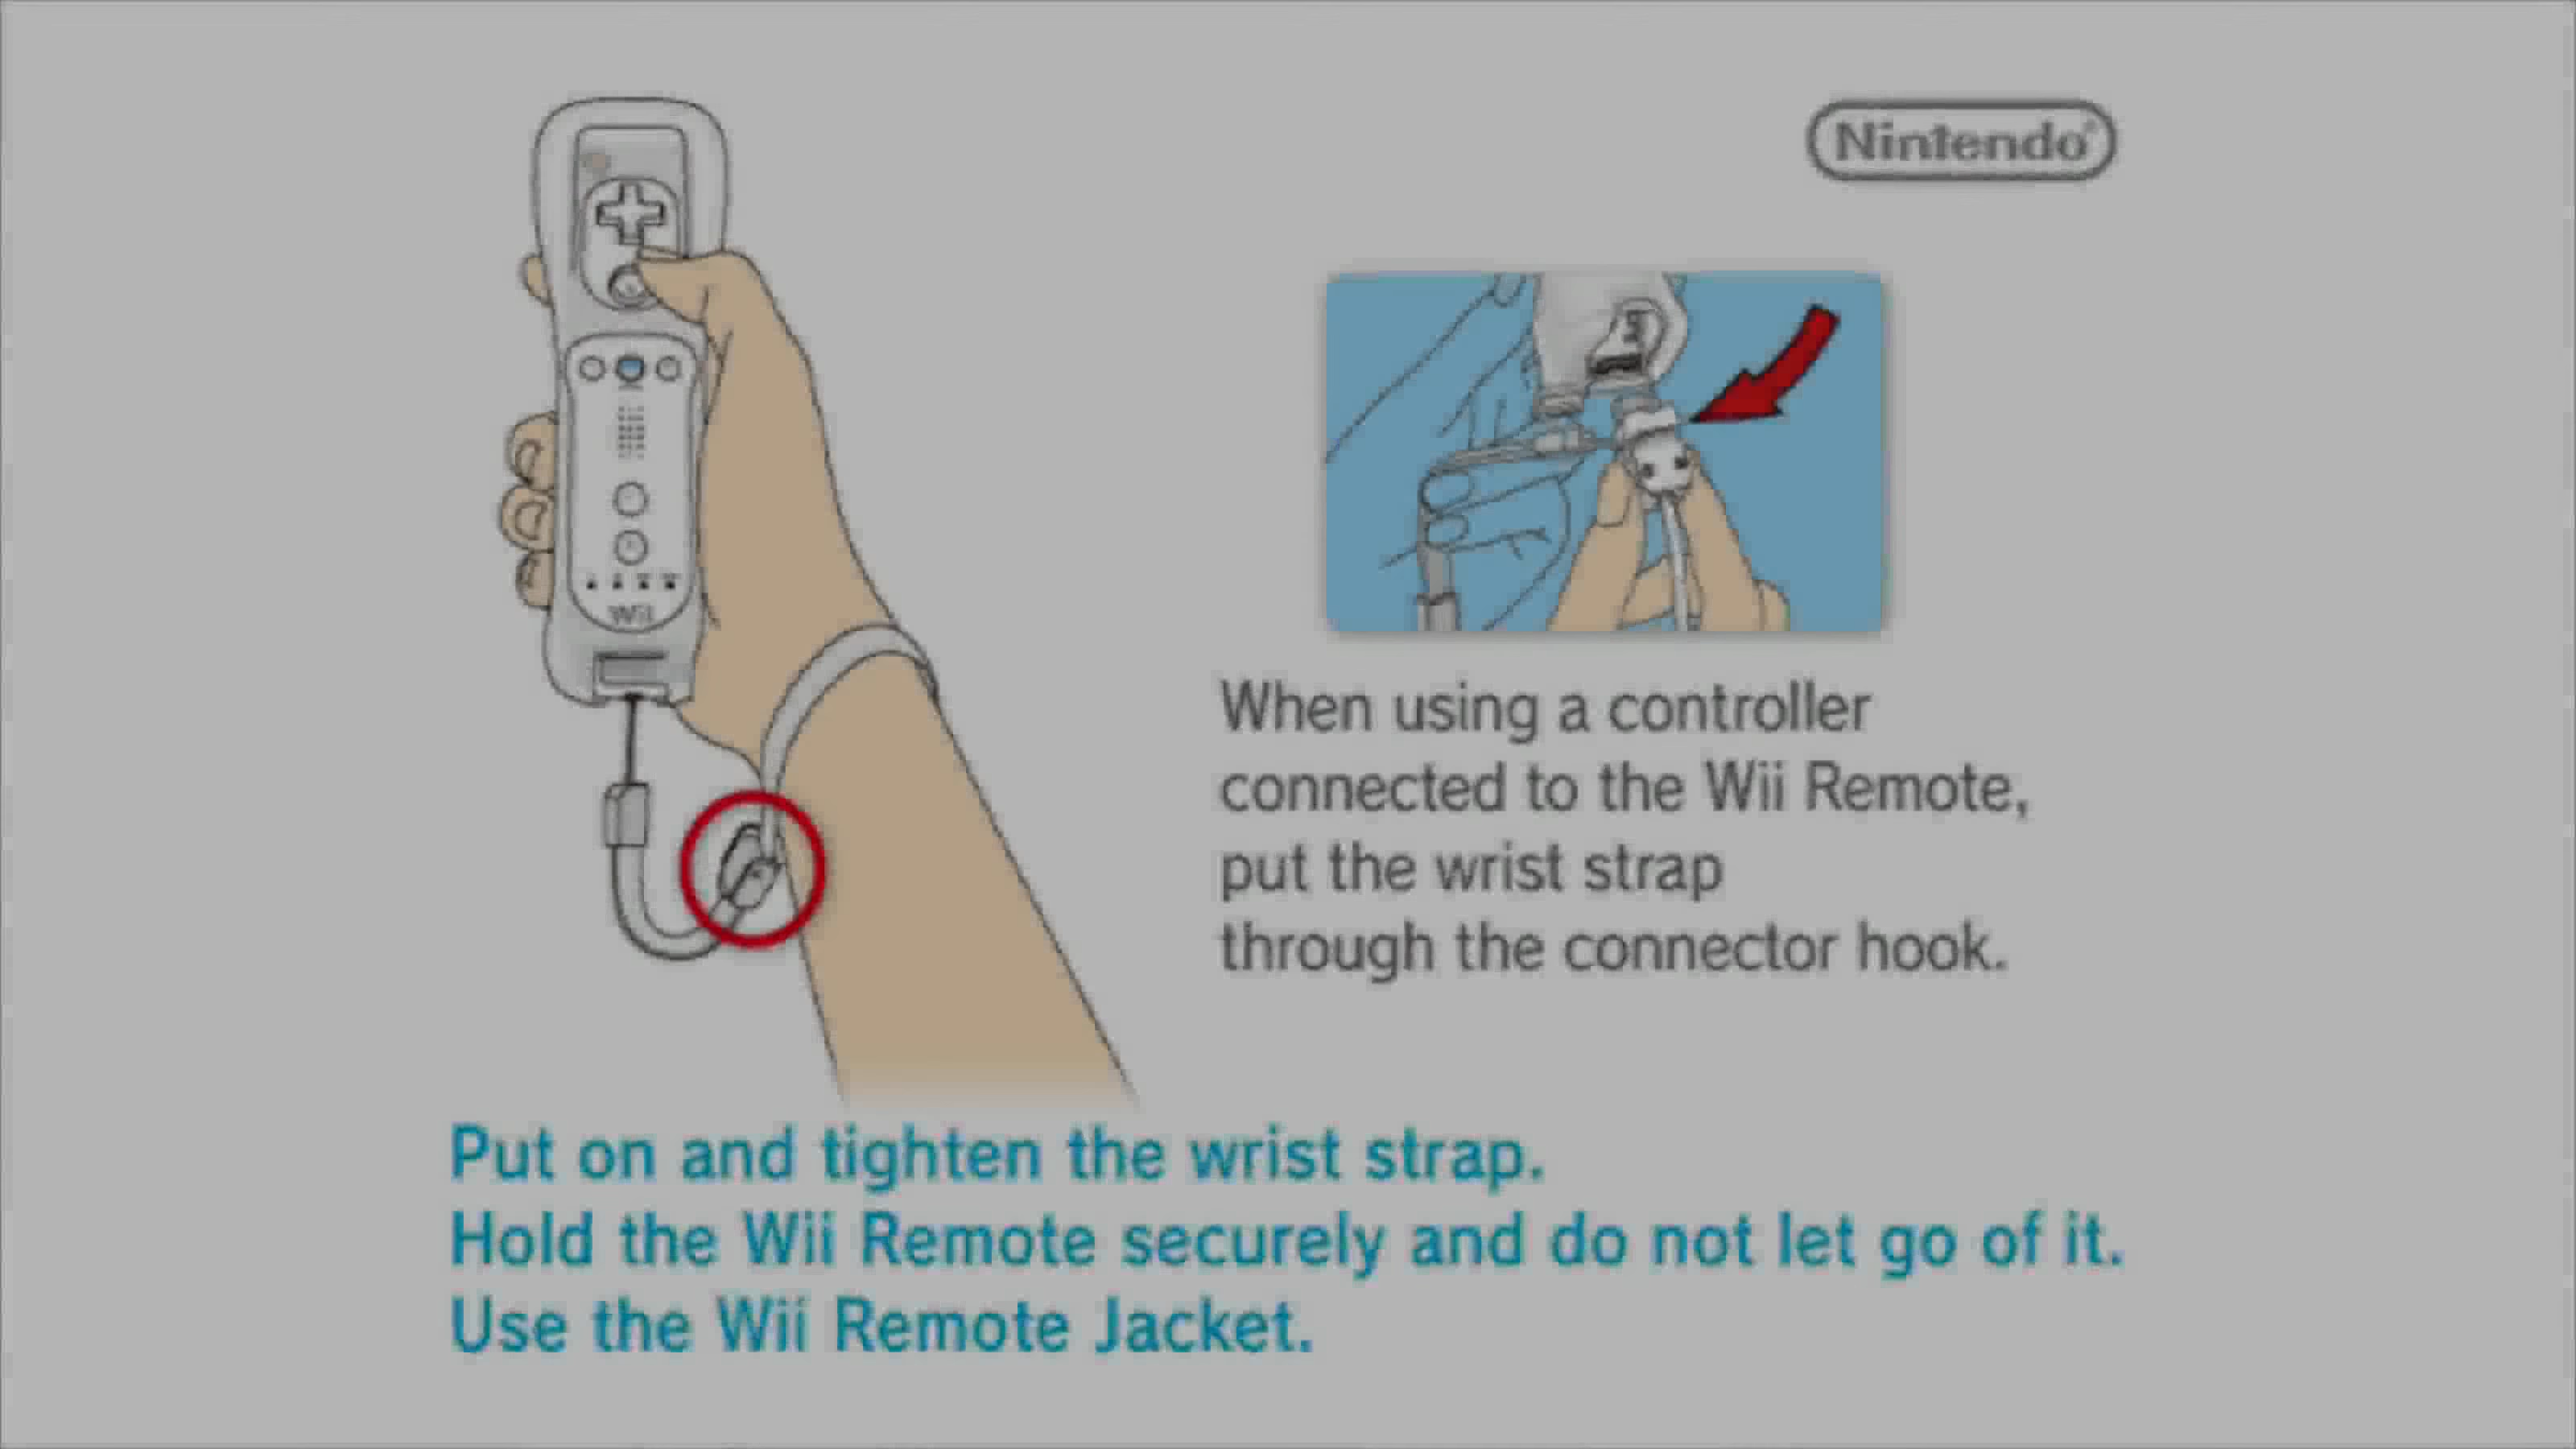 Nintendo®
Wii
When using a controller
connected to the Wii Remote,
put the wrist strap
through the connector hook.
Put on and tighten the wrist strap.
Hold the Wii Remote securely and do not let go of it.
Use the Wii Remote Jacket.